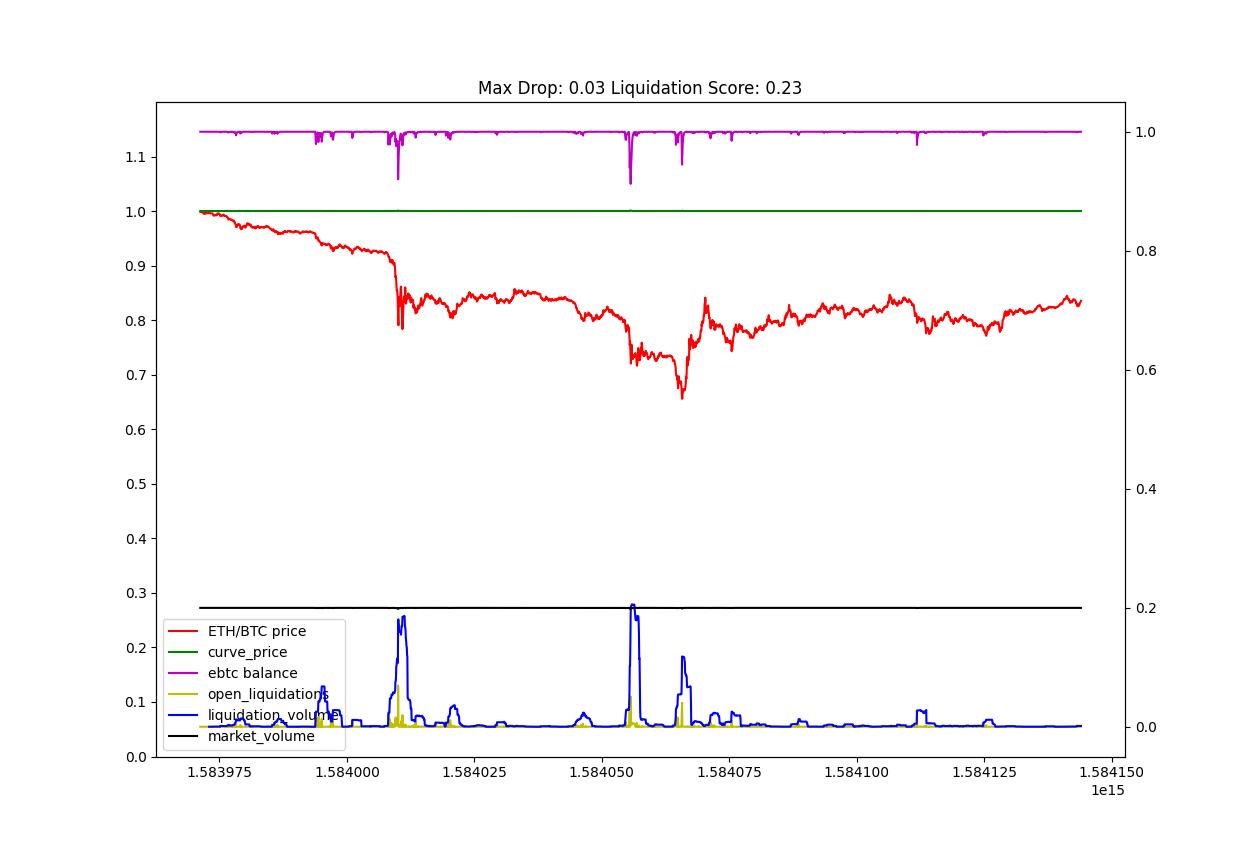 Max Drop: 0.03 Liquidation Score: 0.23
1.1
1.0
0.9
0.8
0.7
0.6
0.5
0.4
0.3
0.2
0.1
0.0
1.0
0.8
0.6
0.4
0.2
0.0
ETH/BTC price
curve_price
ebtc balance
open_liquidations
liquidation_volume
market_volume
1.583975 1.584000 1.584025 1.584050 1.584075 1.584100 1.584125 1.584150
1e15